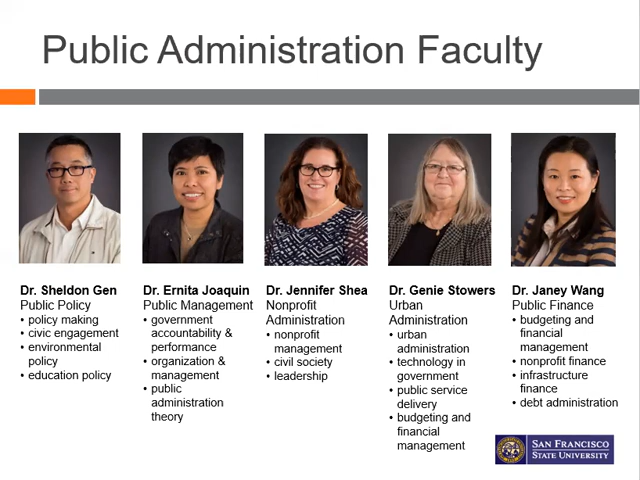 Public Administration Faculty
Dr. Sheldon Gen
Public Policy
• policy making
• civic engagement
• environmental
policy
• education policy
Dr. Ernita Joaquin
Public Management
• government
accountability &
performance
• organization &
management
• public
administration
theory
Dr. Jennifer Shea
Nonprofit
Administration
• nonprofit
management
• civil society
• leadership
Dr. Genie Stowers
Urban
Administration
• urban
administration
• technology in
government
• public service
delivery
• budgeting and
financial
management
Dr. Janey Wang
Public Finance
• budgeting and
financial
management
• nonprofit finance
• infrastructure
finance
• debt administration
SAN FRANCISCO
STATE UNIVERSITY